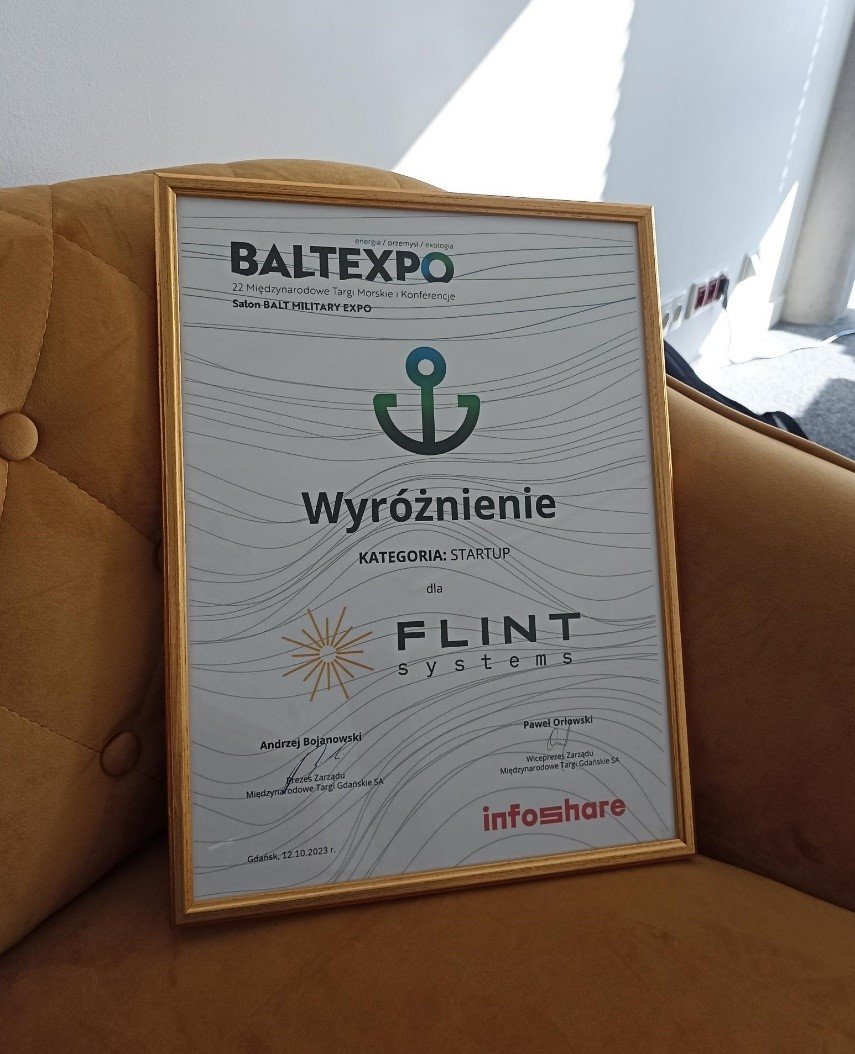 energia / przemysł / ekologia
BALTEXPO
22 Międzynarodowe Targi Morskie i Konferencje
Salon BALT MILITARY EXPO
Wyróżnienie
KATEGORIA: STARTUP
dla
FLINT
systems
Andrzej Bojanowski
Prezes Zarządu
Międzynarodowe Targi Gdańskie SA
Paweł Orłowski
Wiceprezes Zarządu
Międzynarodowe Targi Gdańskie SA
infoshare
Gdańsk, 12.10.2023 r.